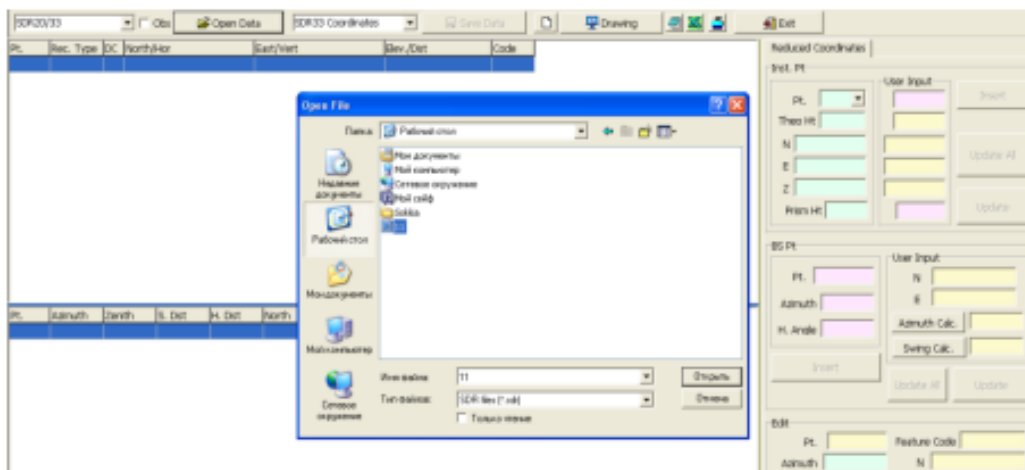 SDR20/33 Obs Open Data SDR33 Coordinates Save Data Drawing Exit
Pt. Rec. Type DC North/Hor East/Vert Elev./Dist Code
Reduced Coordinates
Inst. Pt
User Input
Pt. Insert
Theo Ht
N
Update All
E
Z
Prism Ht Update
Open File
Папка: Рабочий стол
Недавние документы
Рабочий стол
Мои документы
Мой компьютер
Сетевое окружение
Мои документы
Мой компьютер
Сетевое окружение
Мой сейф
Sokkia
11
Имя файла: 11 Открыть
Тип файлов: SDR files (*.sdr) Отмена
Только чтение
Pt. Azimuth Zenith S. Dist H. Dist North
BS Pt
User Input
Pt. N
Azimuth E
H. Angle Azimuth Calc.
Swing Calc.
Insert
Update All Update
Edit
Pt. Feature Code
Azimuth N